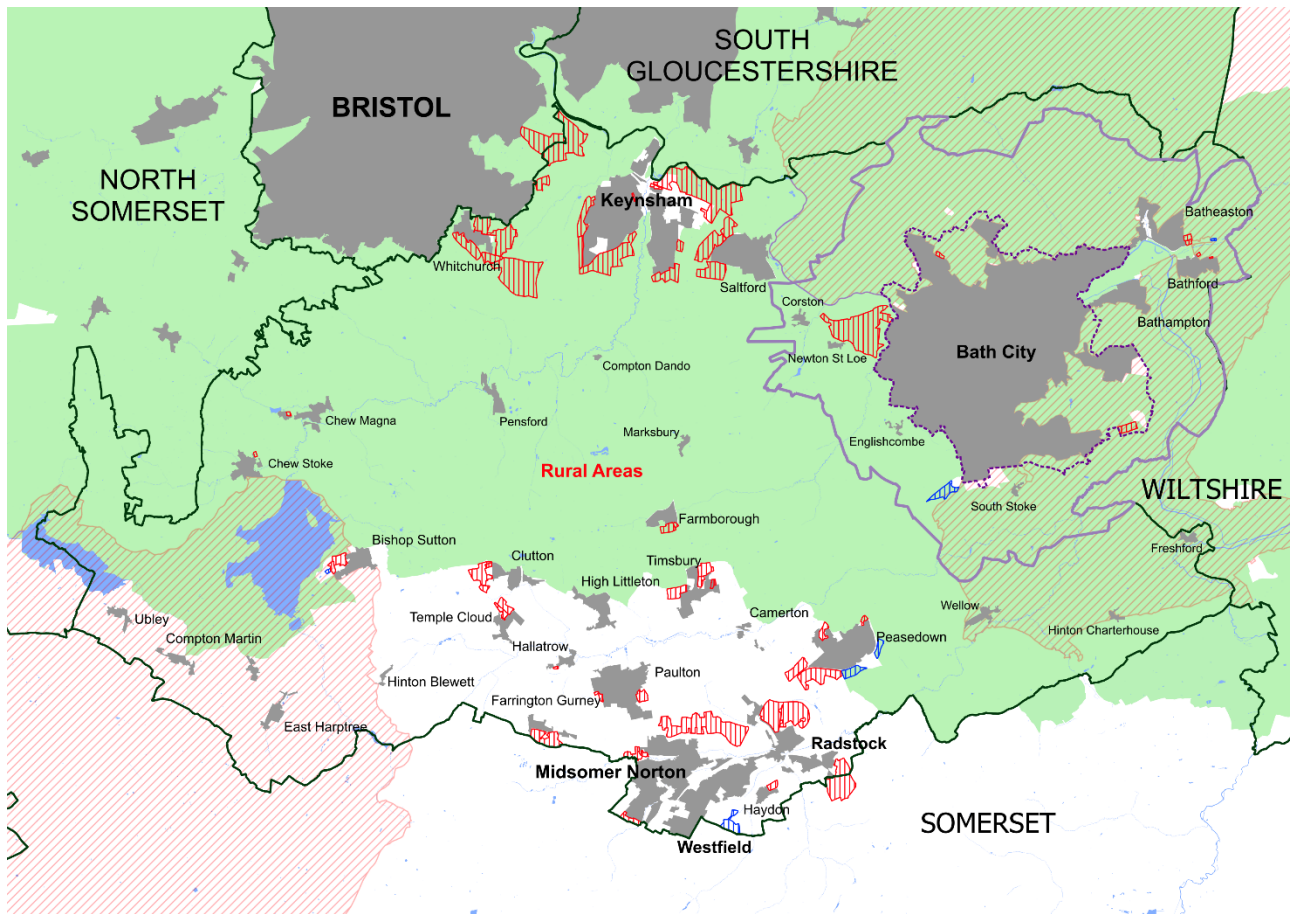 SOUTH
GLOUCESTERSHIRE
BRISTOL
NORTH
SOMERSET
Keynsham
Batheaston
Whitchurch
Saltford
Bathford
Corston
Bathampton
Newton St Loe
Bath City
Compton Dando
Chew Magna
Pensford
Marksbury
Englishcombe
Chew Stoke
Rural Areas
WILTSHIRE
South Stoke
Farmborough
Bishop Sutton
Freshford
Clutton
Timsbury
High Littleton
Wellow
Ubley
Temple Cloud
Camerton
Hinton Charterhouse
Compton Martin
Peasedown
Hallatrow
Paulton
Hinton Blewett
Farrington Gurney
East Harptree
Radstock
Midsomer Norton
Haydon
SOMERSET
Westfield